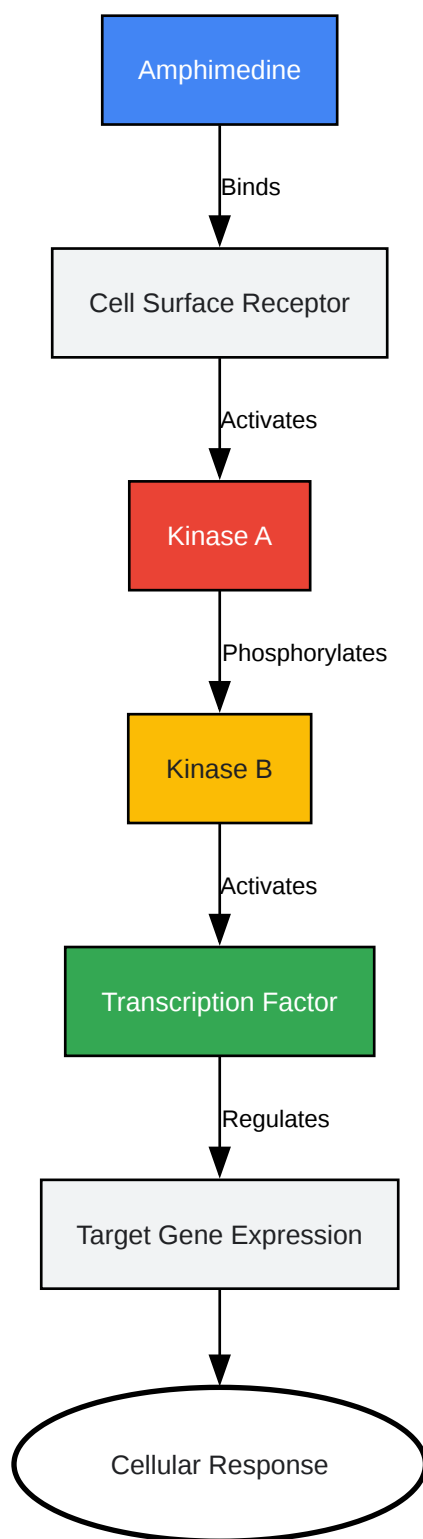 Amphimedine
Binds
Cell Surface Receptor
Activates
Kinase A
Phosphorylates
Kinase B
Activates
Transcription Factor
Regulates
Target Gene Expression
Cellular Response